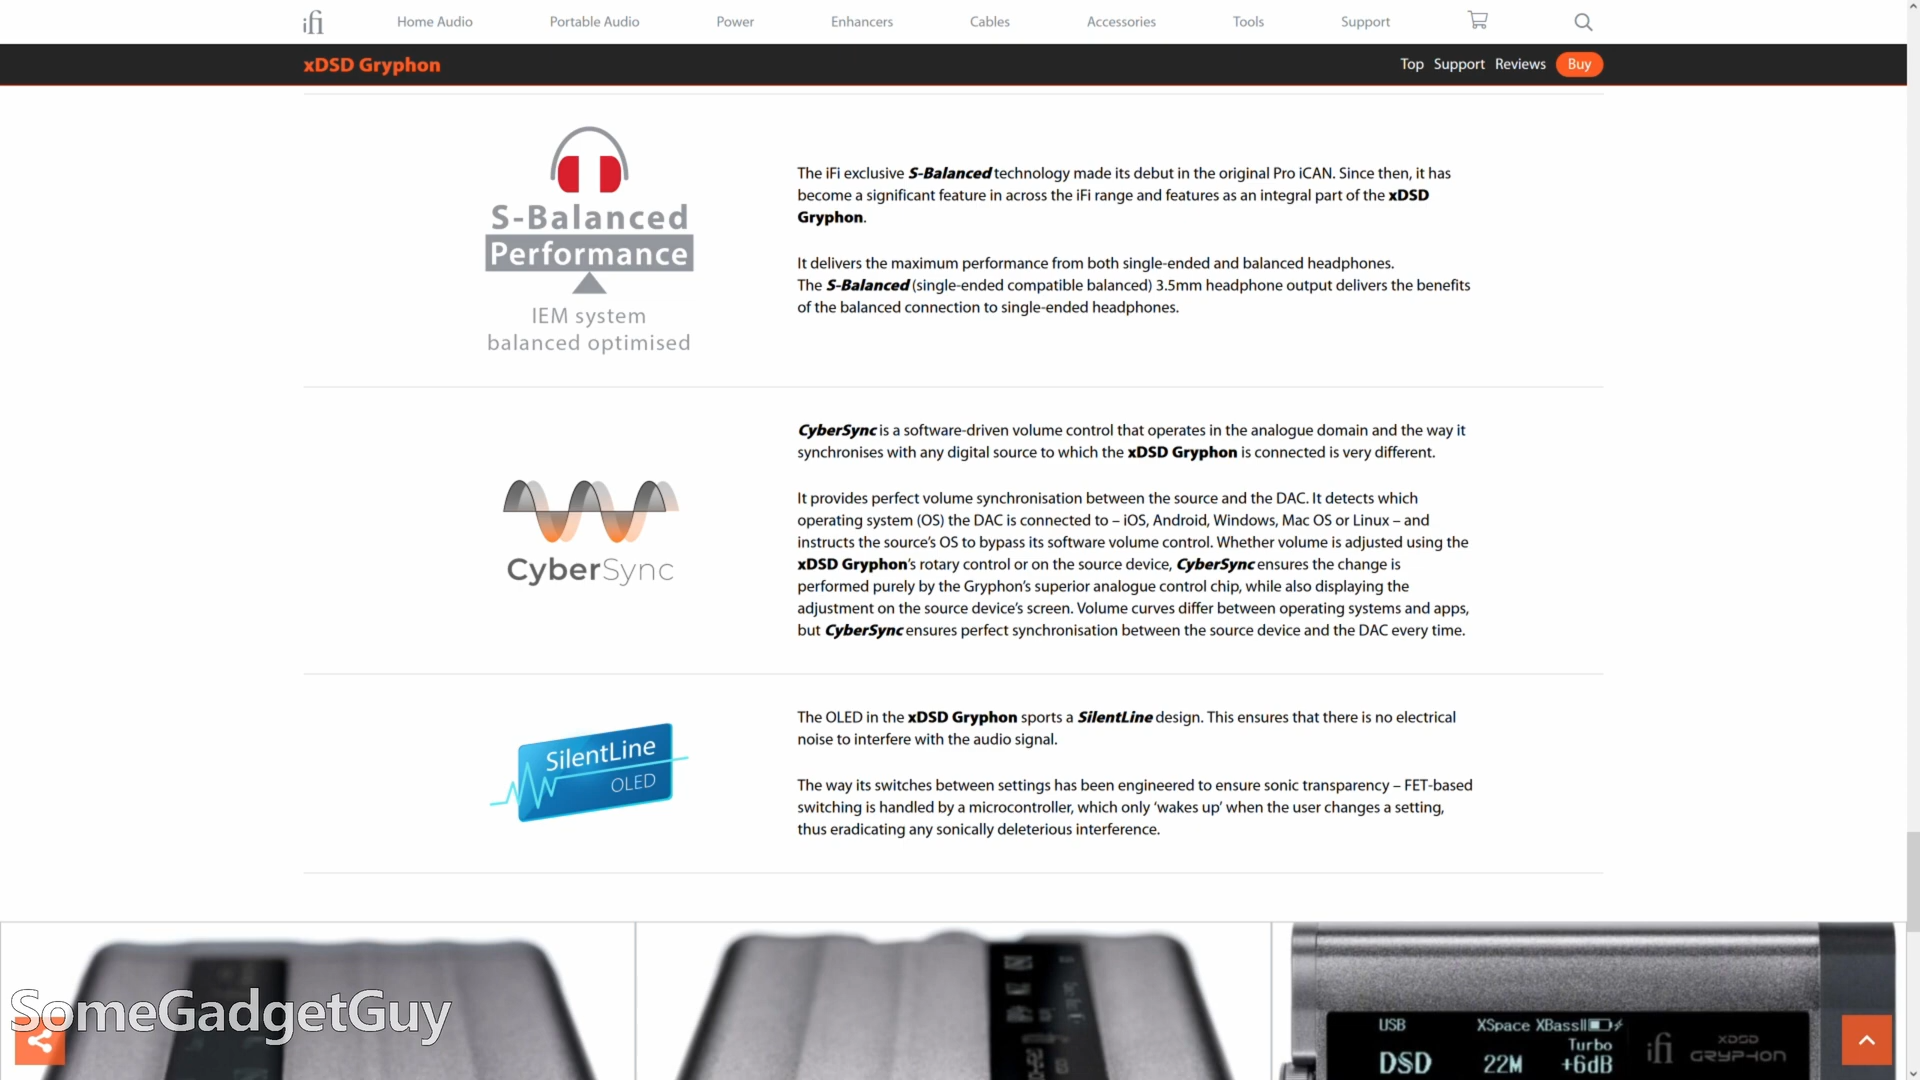 ifi Home Audio Portable Audio Power Enhancers Cables Accessories Tools Support
xDSD Gryphon Top Support Reviews Buy
S-Balanced
Performance
IEM system
balanced optimised
The iFi exclusive S-Balanced technology made its debut in the original Pro iCAN. Since then, it has
become a significant feature in across the iFi range and features as an integral part of the xDSD
Gryphon.
It delivers the maximum performance from both single-ended and balanced headphones.
The S-Balanced (single-ended compatible balanced) 3.5mm headphone output delivers the benefits
of the balanced connection to single-ended headphones.
CyberSync
CyberSync is a software-driven volume control that operates in the analogue domain and the way it
synchronises with any digital source to which the xDSD Gryphon is connected is very different.
It provides perfect volume synchronisation between the source and the DAC. It detects which
operating system (OS) the DAC is connected to – iOS, Android, Windows, Mac OS or Linux – and
instructs the source's OS to bypass its software volume control. Whether volume is adjusted using the
xDSD Gryphon's rotary control or on the source device, CyberSync ensures the change is
performed purely by the Gryphon's superior analogue control chip, while also displaying the
adjustment on the source device's screen. Volume curves differ between operating systems and apps,
but CyberSync ensures perfect synchronisation between the source device and the DAC every time.
SilentLine
OLED
The OLED in the xDSD Gryphon sports a SilentLine design. This ensures that there is no electrical
noise to interfere with the audio signal.
The way its switches between settings has been engineered to ensure sonic transparency – FET-based
switching is handled by a microcontroller, which only 'wakes up' when the user changes a setting,
thus eradicating any sonically deleterious interference.
SomeGadgetGuy
USB XSpace XBassII
Turbo
DSD 22M +6dB
ifi XDSD
GRYPHON